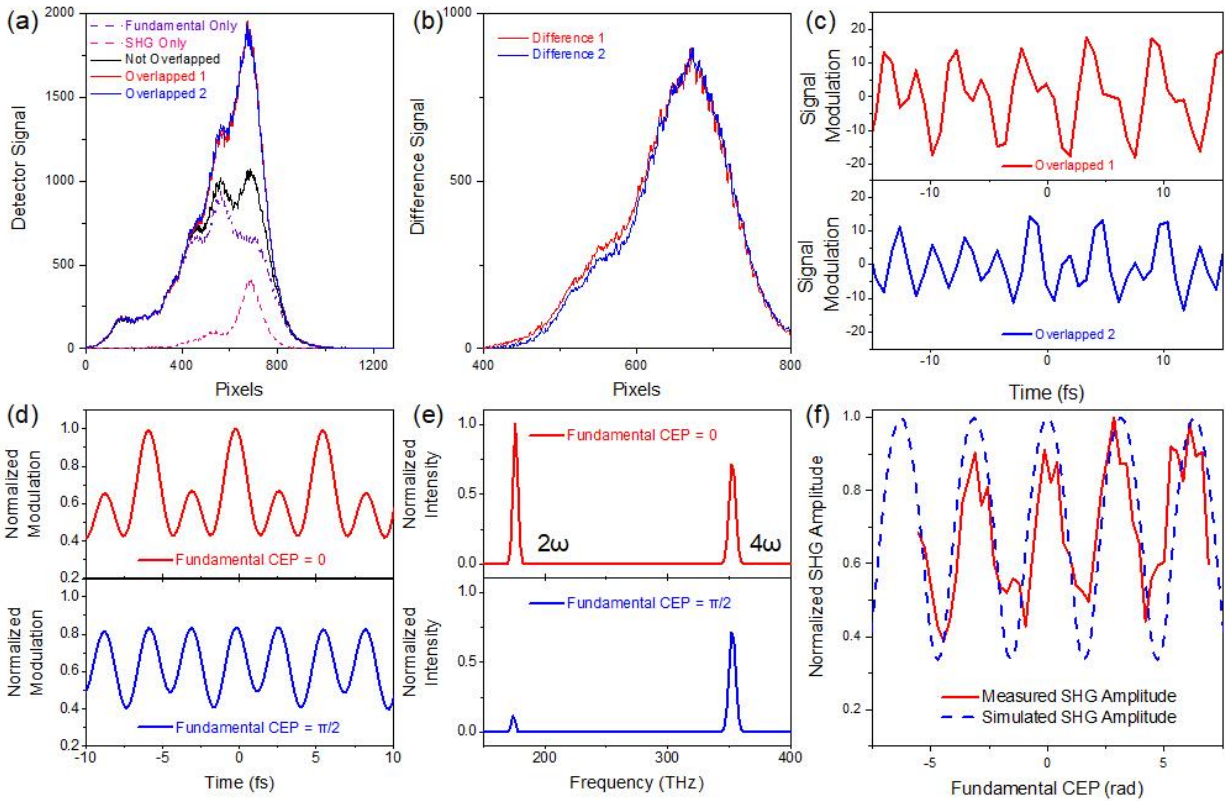 (a)
Fundamental Only
SHG Only
Not Overlapped
Overlapped 1
Overlapped 2
Detector Signal
2000
1500
1000
500
0
0 400 800 1200
Pixels
(b)
Difference 1
Difference 2
Difference Signal
1000
500
0
400 500 600 700 800
Pixels
(c)
Signal
Modulation
20
10
0
-10
-20
-10 0 10
Overlapped 1
Signal
Modulation
20
10
0
-10
-20
Overlapped 2
-10 0 10
Time (fs)
(d)
Normalized
Modulation
1.0
0.8
0.6
0.4
0.2
Fundamental CEP = 0
Normalized
Modulation
1.0
0.8
0.6
0.4
0.2
Fundamental CEP = π/2
-10 -5 0 5 10
Time (fs)
(e)
Normalized
Intensity
1.0
0.5
0.0
Fundamental CEP = 0
2ω 4ω
Normalized
Intensity
1.0
0.5
0.0
Fundamental CEP = π/2
200 300 400
Frequency (THz)
(f)
Normalized SHG Amplitude
1.0
0.8
0.6
0.4
0.2
Measured SHG Amplitude
Simulated SHG Amplitude
-5 0 5
Fundamental CEP (rad)